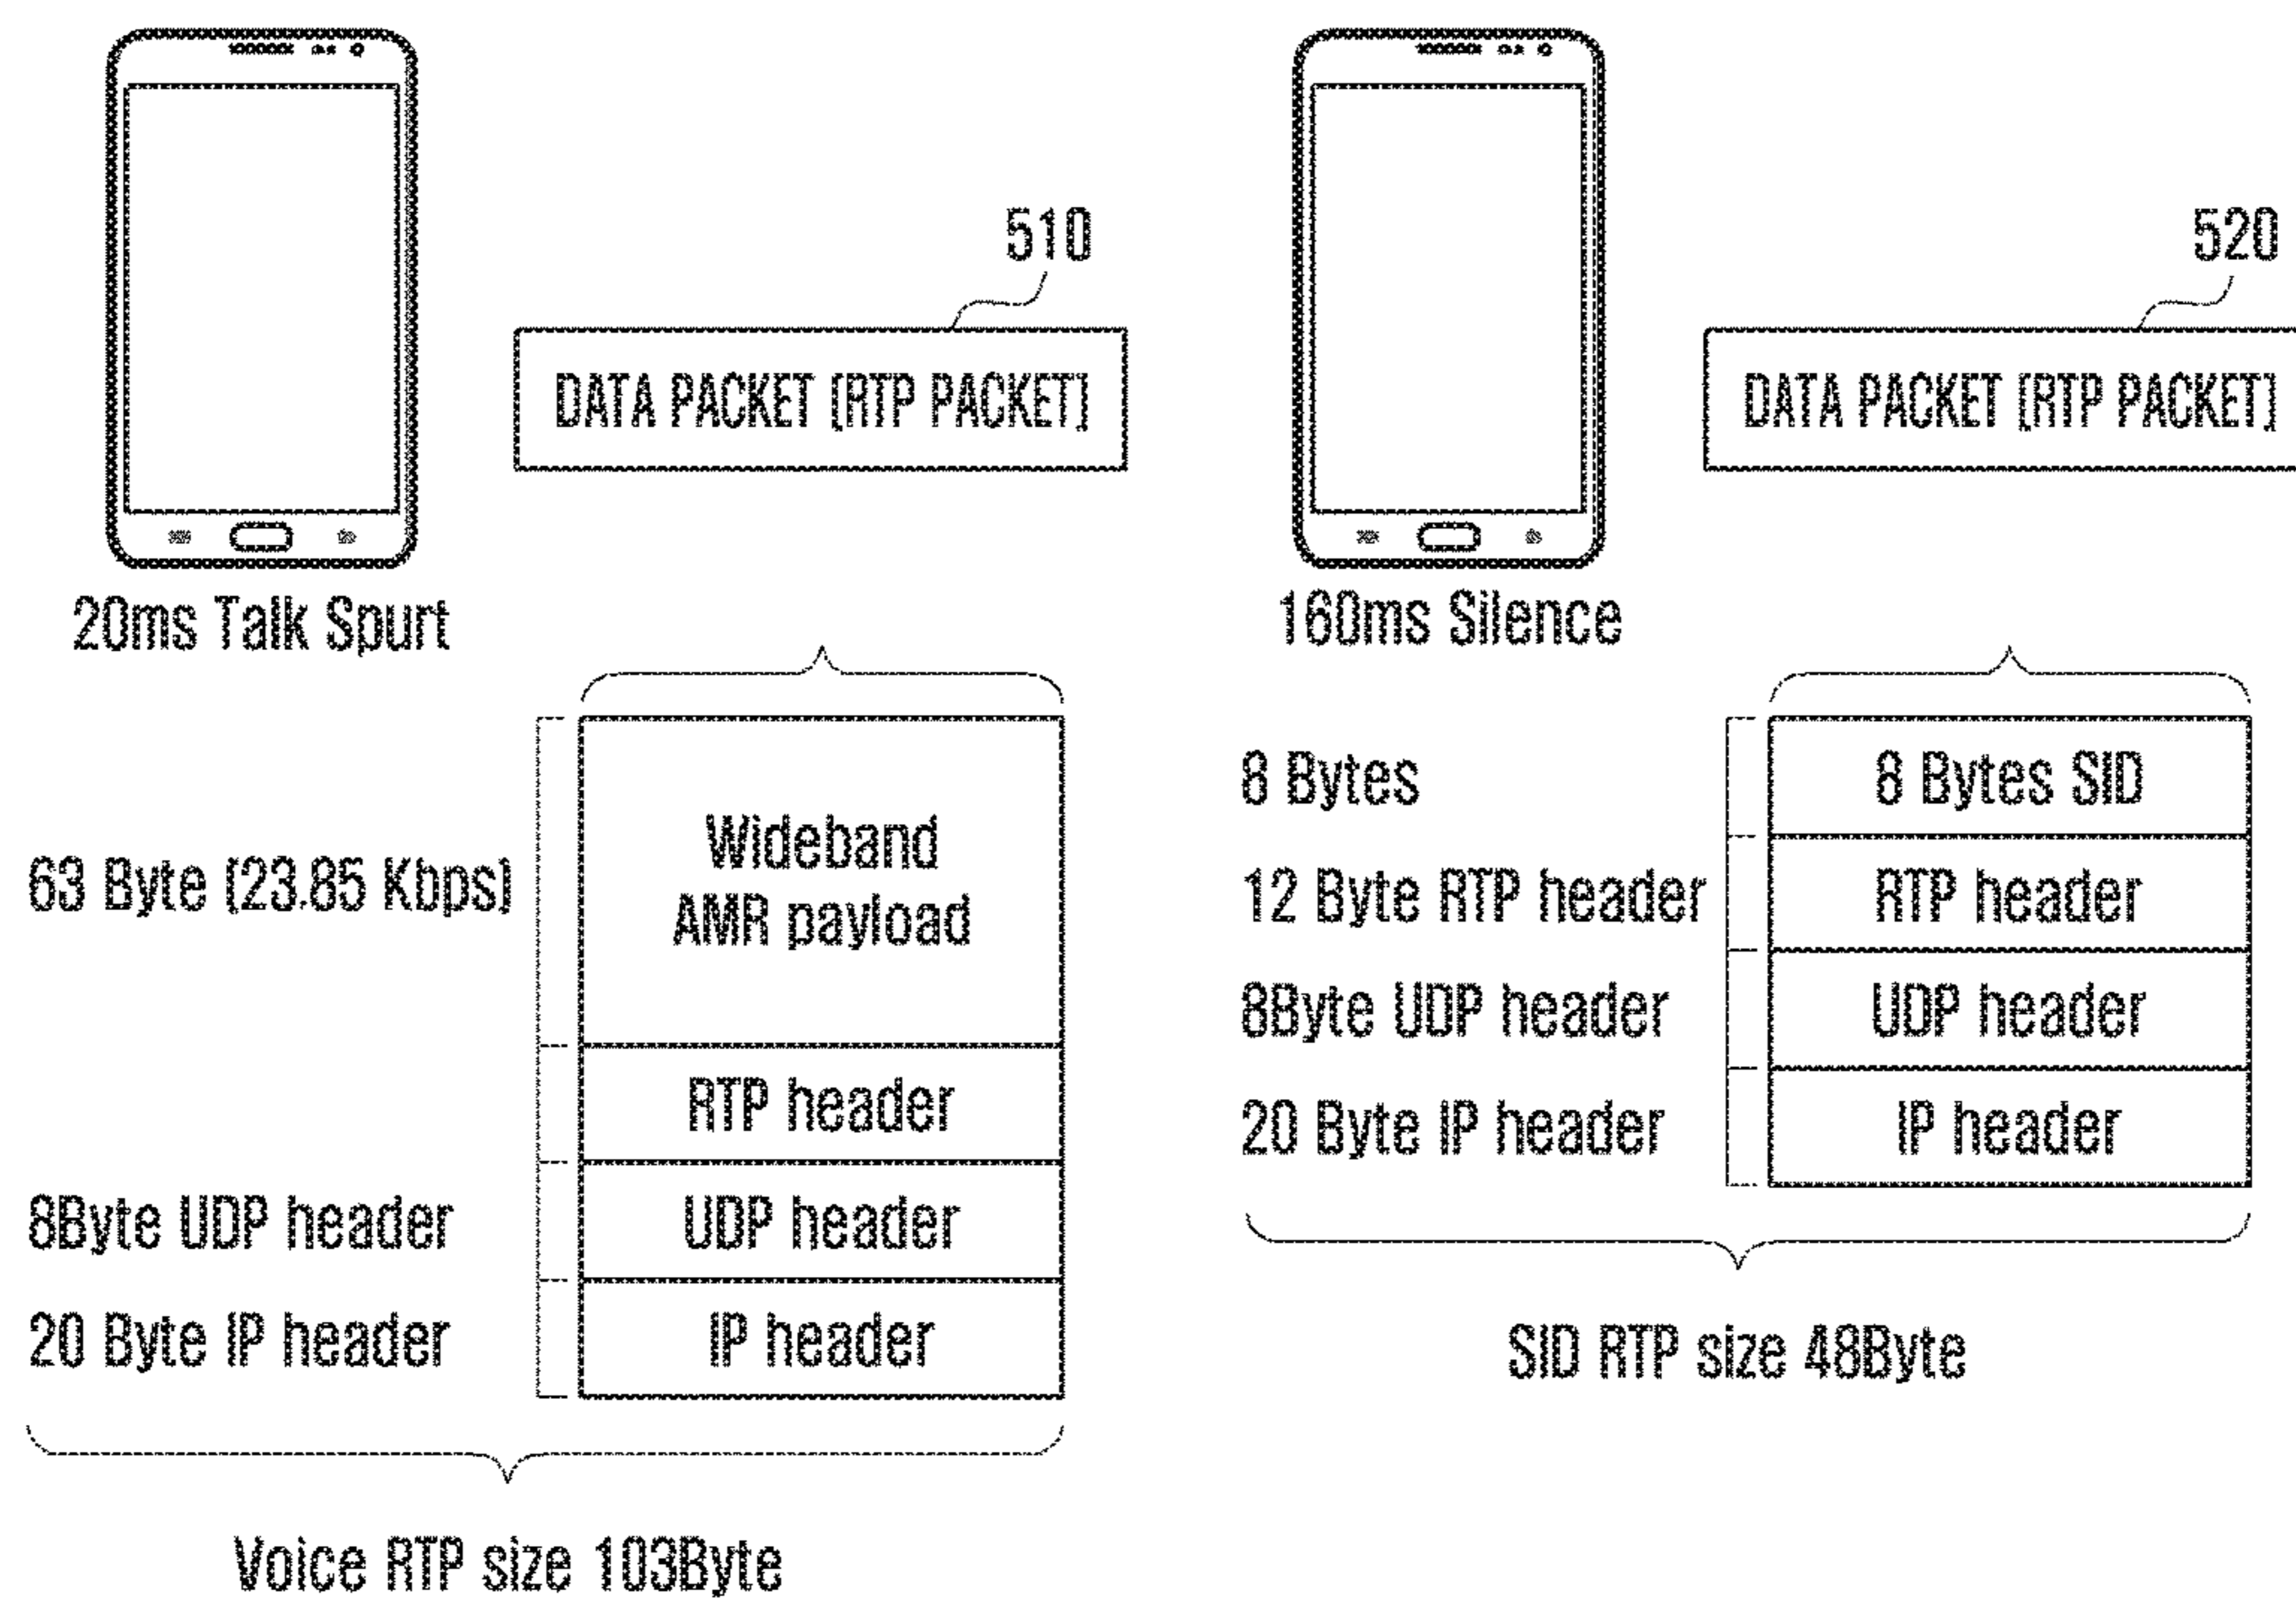 510
DATA PACKET [RTP PACKET]
20ms Talk Spurt
63 Byte (23.85 Kbps)
Wideband
AMR payload
RTP header
8Byte UDP header
UDP header
20 Byte IP header
IP header
Voice RTP size 103Byte
520
DATA PACKET [RTP PACKET]
160ms Silence
8 Bytes
8 Bytes SID
12 Byte RTP header
RTP header
8Byte UDP header
UDP header
20 Byte IP header
IP header
SID RTP size 48Byte